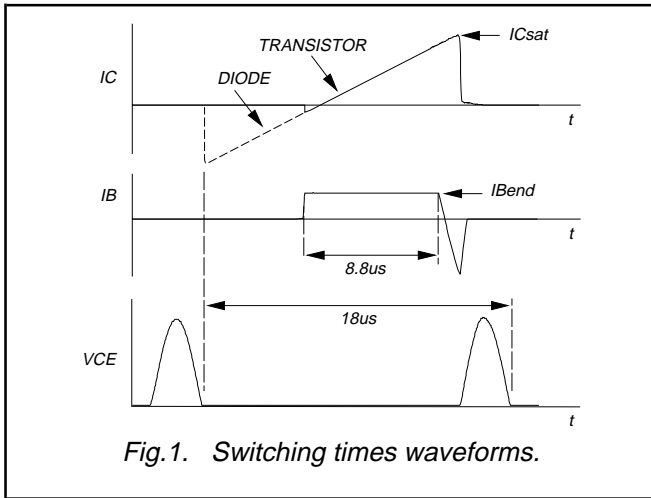 ICsat
TRANSISTOR
IC
DIODE
t
IB
IBend
t
8.8us
18us
VCE
t
Fig.1. Switching times waveforms.